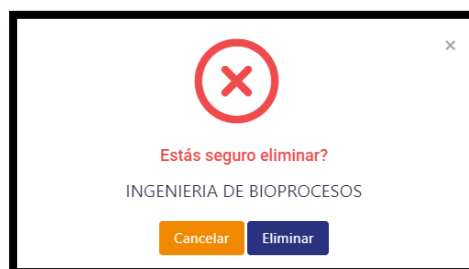 ×
Estás seguro eliminar?
INGENIERIA DE BIOPROCESOS
Cancelar Eliminar